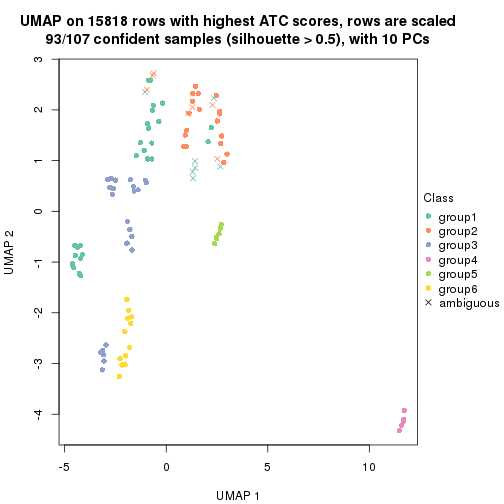 UMAP on 15818 rows with highest ATC scores, rows are scaled
93/107 confident samples (silhouette > 0.5), with 10 PCs
3
2
1
0
-1
-2
-3
-4
UMAP 2
-5
0
5
10
UMAP 1
Class
group1
group2
group3
group4
group5
group6
ambiguous